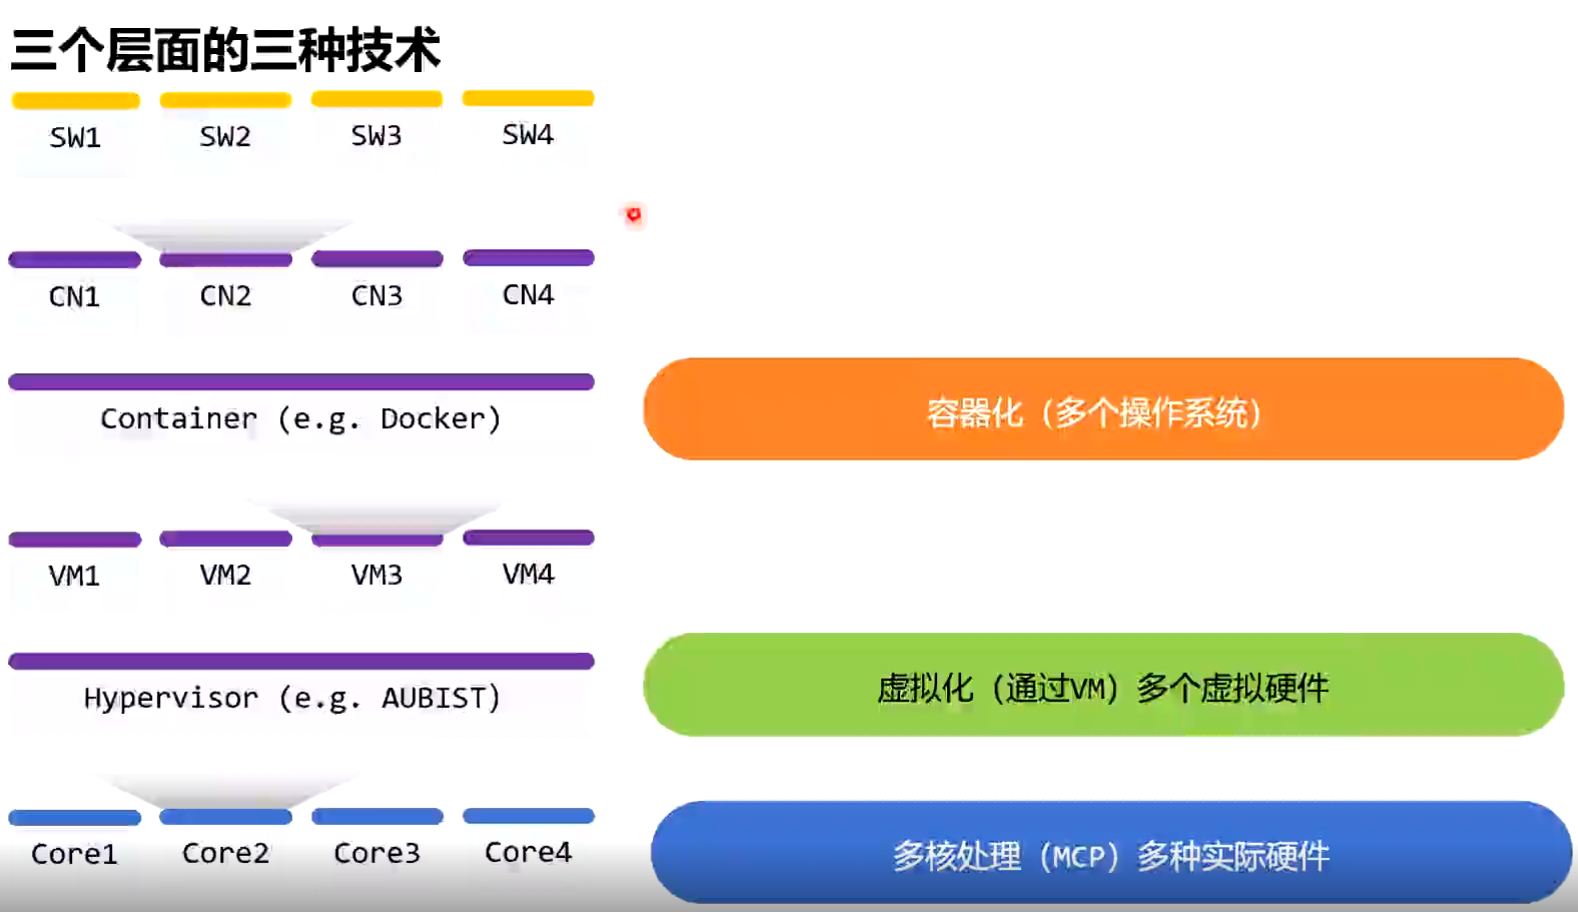 三个层面的三种技术
SW1 SW2 SW3 SW4
CN1 CN2 CN3 CN4
Container (e.g. Docker)
容器化（多个操作系统）
VM1 VM2 VM3 VM4
Hypervisor (e.g. AUBIST)
虚拟化（通过VM）多个虚拟硬件
Core1 Core2 Core3 Core4
多核处理（MCP）多种实际硬件